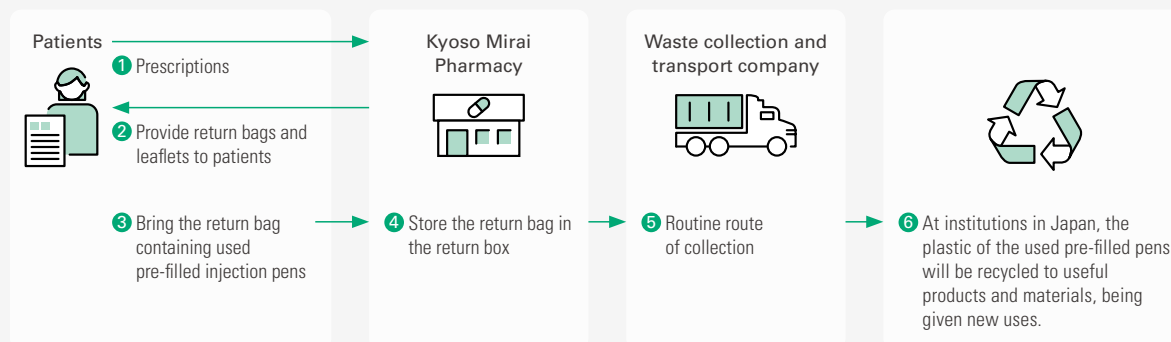 Patients
1 Prescriptions
2 Provide return bags and
leaflets to patients
3 Bring the return bag
containing used
pre-filled injection pens
Kyoso Mirai
Pharmacy
4 Store the return bag in
the return box
Waste collection and
transport company
5 Routine route
of collection
6 At institutions in Japan, the
plastic of the used pre-filled pens
will be recycled to useful
products and materials, being
given new uses.